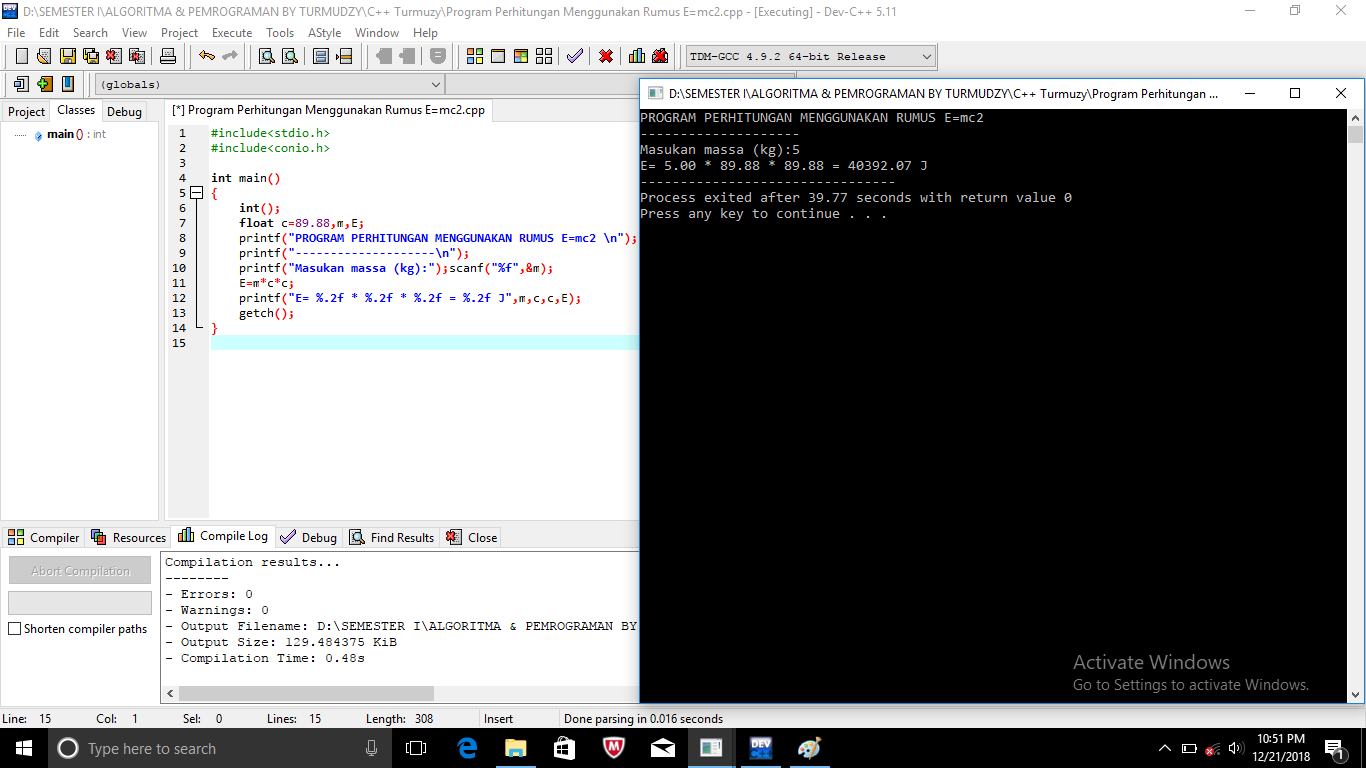 D:\SEMESTER I\ALGORITMA & PEMROGRAMAN BY TURMUDZY\C++ Turmuzy\Program Perhitungan Menggunakan Rumus E=mc2.cpp - [Executing] - Dev-C++ 5.11
File Edit Search View Project Execute Tools AStyle Window Help
TDM-GCC 4.9.2 64-bit Release
(globals)
Project Classes Debug
main () : int
[*] Program Perhitungan Menggunakan Rumus E=mc2.cpp
1 #include<stdio.h>
2 #include<conio.h>
3
4 int main()
5 {
6 int();
7 float c=89.88,m,E;
8 printf("PROGRAM PERHITUNGAN MENGGUNAKAN RUMUS E=mc2 \n");
9 printf("--------------------\n");
10 printf("Masukan massa (kg):");scanf("%f",&m);
11 E=m*c*c;
12 printf("E= %.2f * %.2f * %.2f = %.2f J",m,c,c,E);
13 getch();
14 }
15
D:\SEMESTER I\ALGORITMA & PEMROGRAMAN BY TURMUDZY\C++ Turmuzy\Program Perhitungan ...
PROGRAM PERHITUNGAN MENGGUNAKAN RUMUS E=mc2
--------------------
Masukan massa (kg):5
E= 5.00 * 89.88 * 89.88 = 40392.07 J
--------------------------------
Process exited after 39.77 seconds with return value 0
Press any key to continue . . .
Compiler Resources Compile Log Debug Find Results Close
Abort Compilation
Shorten compiler paths
Compilation results...
--------
- Errors: 0
- Warnings: 0
- Output Filename: D:\SEMESTER I\ALGORITMA & PEMROGRAMAN BY
- Output Size: 129.484375 KiB
- Compilation Time: 0.48s
Activate Windows
Go to Settings to activate Windows.
Line: 15 Col: 1 Sel: 0 Lines: 15 Length: 308 Insert Done parsing in 0.016 seconds
Type here to search
DEV
10:51 PM
12/21/2018
1